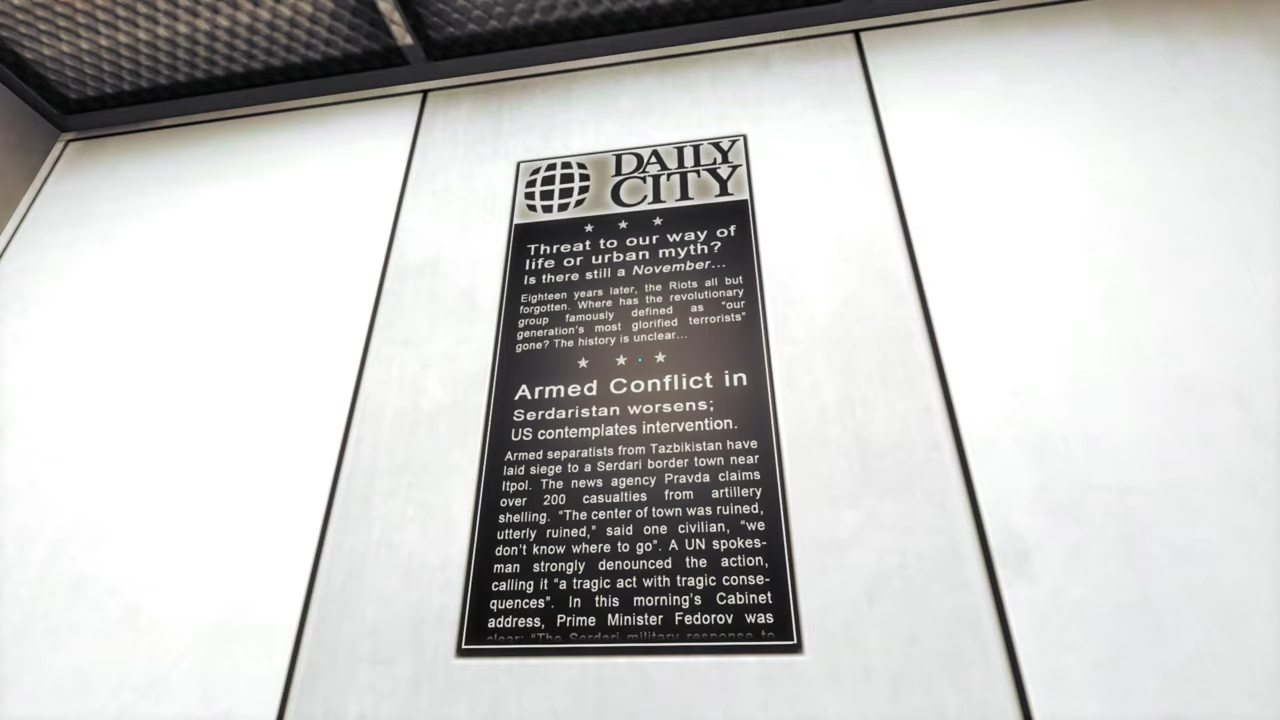 DAILY
CITY
Threat to our way of
life or urban myth?
Is there still a November...
Eighteen years later, the Riots all but
forgotten. Where has the revolutionary
group famously defined as "our
generation's most glorified terrorists"
gone? The history is unclear...
Armed Conflict in
Serdaristan worsens;
US contemplates intervention.
Armed separatists from Tazbikistan have
laid siege to a Serdari border town near
Itpol. The news agency Pravda claims
over 200 casualties from artillery
shelling. "The center of town was ruined,
utterly ruined," said one civilian, "we
don't know where to go". A UN spokes-
man strongly denounced the action,
calling it "a tragic act with tragic conse-
quences". In this morning's Cabinet
address, Prime Minister Fedorov was
clear: "The Serdari military response to